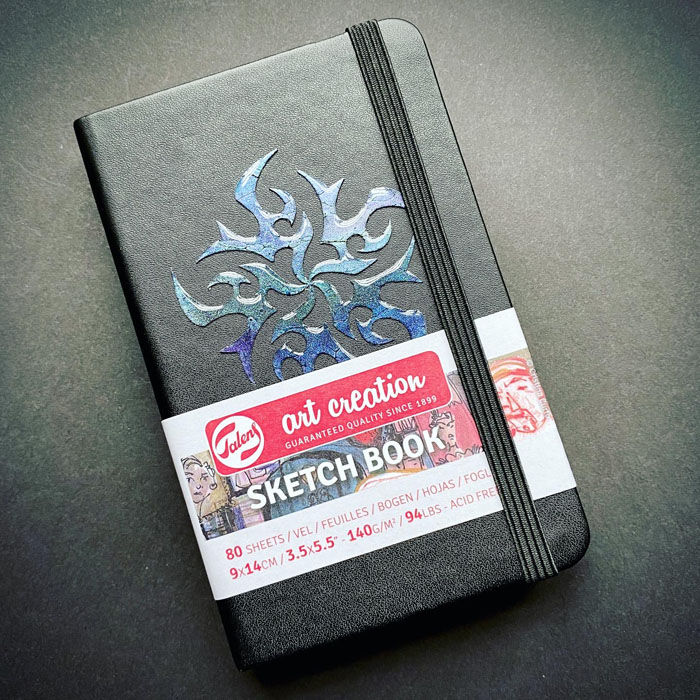 Talens
art creation
GUARANTEED QUALITY SINCE 1899
SKETCH BOOK
80 SHEETS / VEL / FEUILLES / BOGEN / HOJAS / FOGL
9X14CM / 3.5X5.5" - 140G/M² / 94LBS - ACID FRE